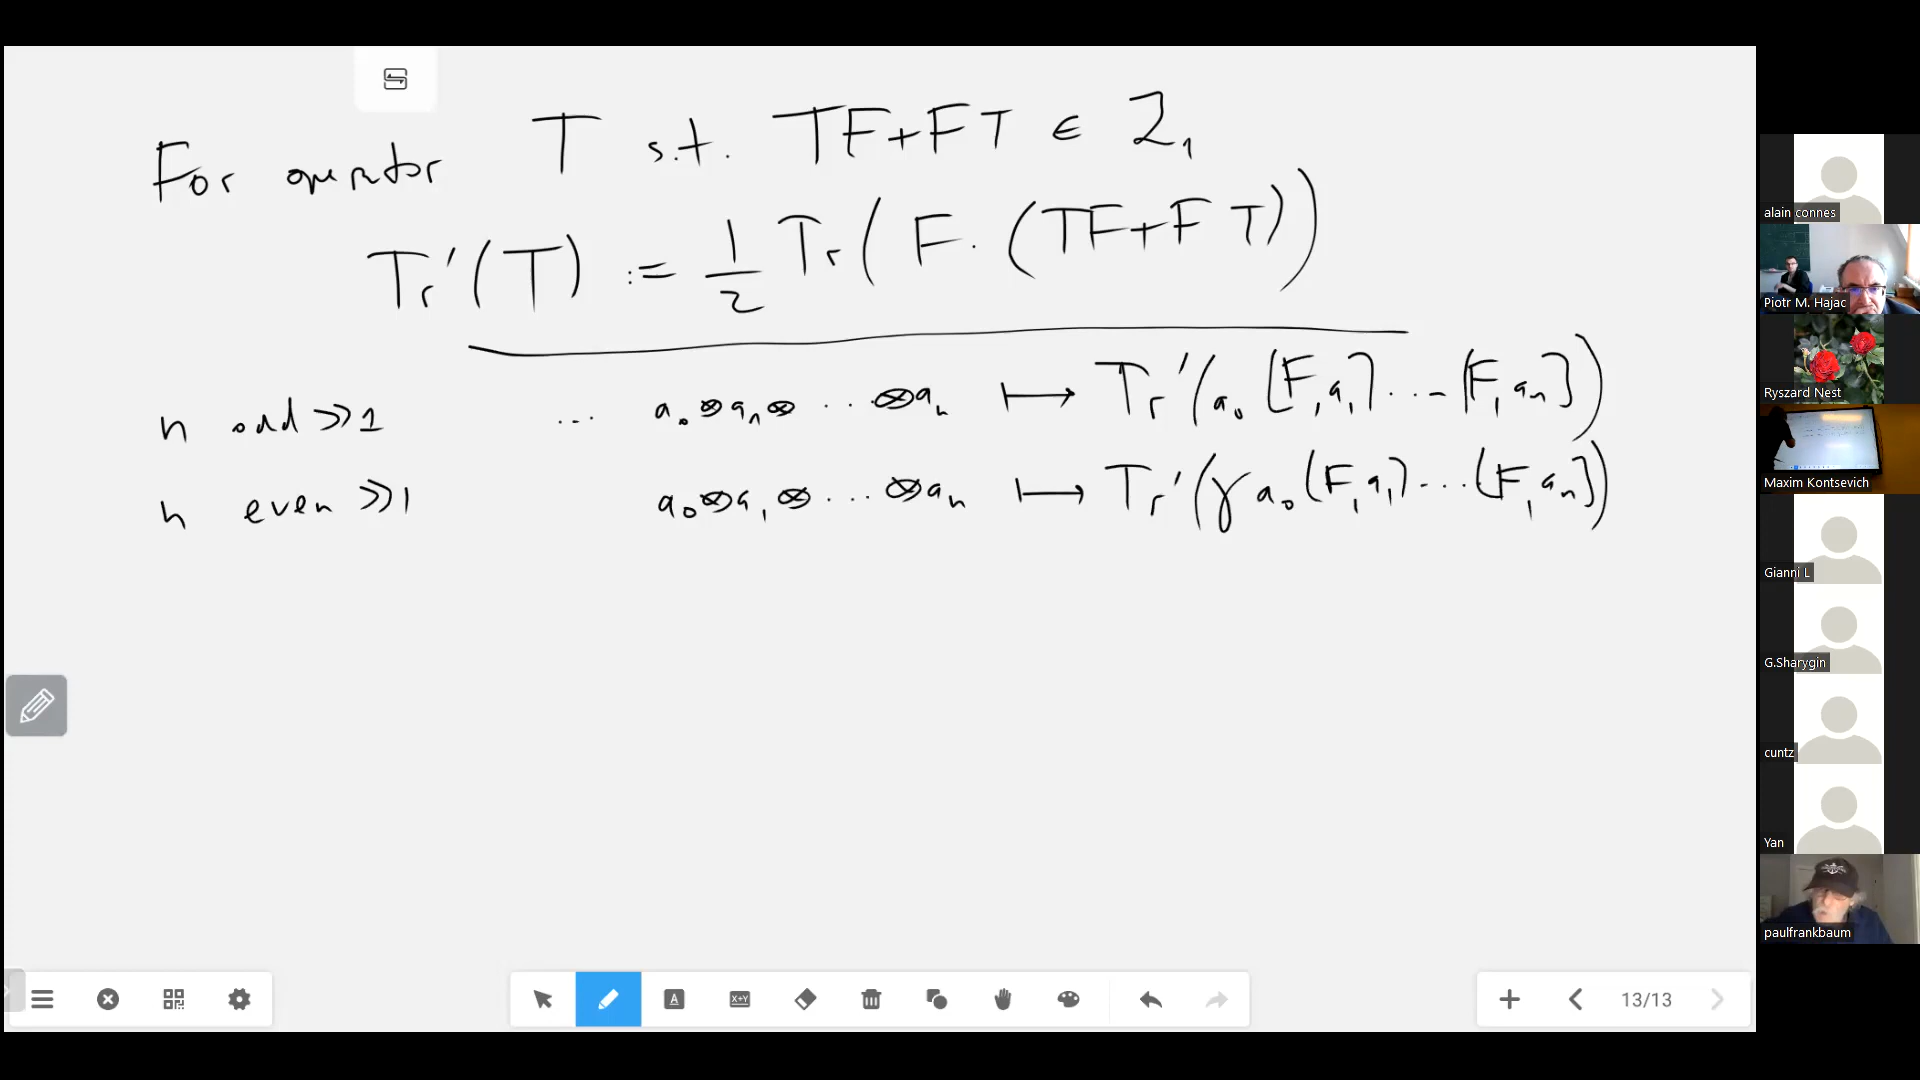 For operator T s.t. TF+FT ∈ L₁
Tr'(T) := 1/2 Tr(F·(TF+FT))
n odd ≫1 ... a₀⊗a₁⊗...⊗aₙ ⟼ Tr'(a₀[F,a₁]...[F,aₙ])
n even ≫1 a₀⊗a₁⊗...⊗aₙ ⟼ Tr'(γa₀[F,a₁]...[F,aₙ])
alain connes
Piotr M. Hajac
Ryszard Nest
Maxim Kontsevich
Gianni L
G.Sharygin
cuntz
Yan
paulfrankbaum
A
X+Y
13/13